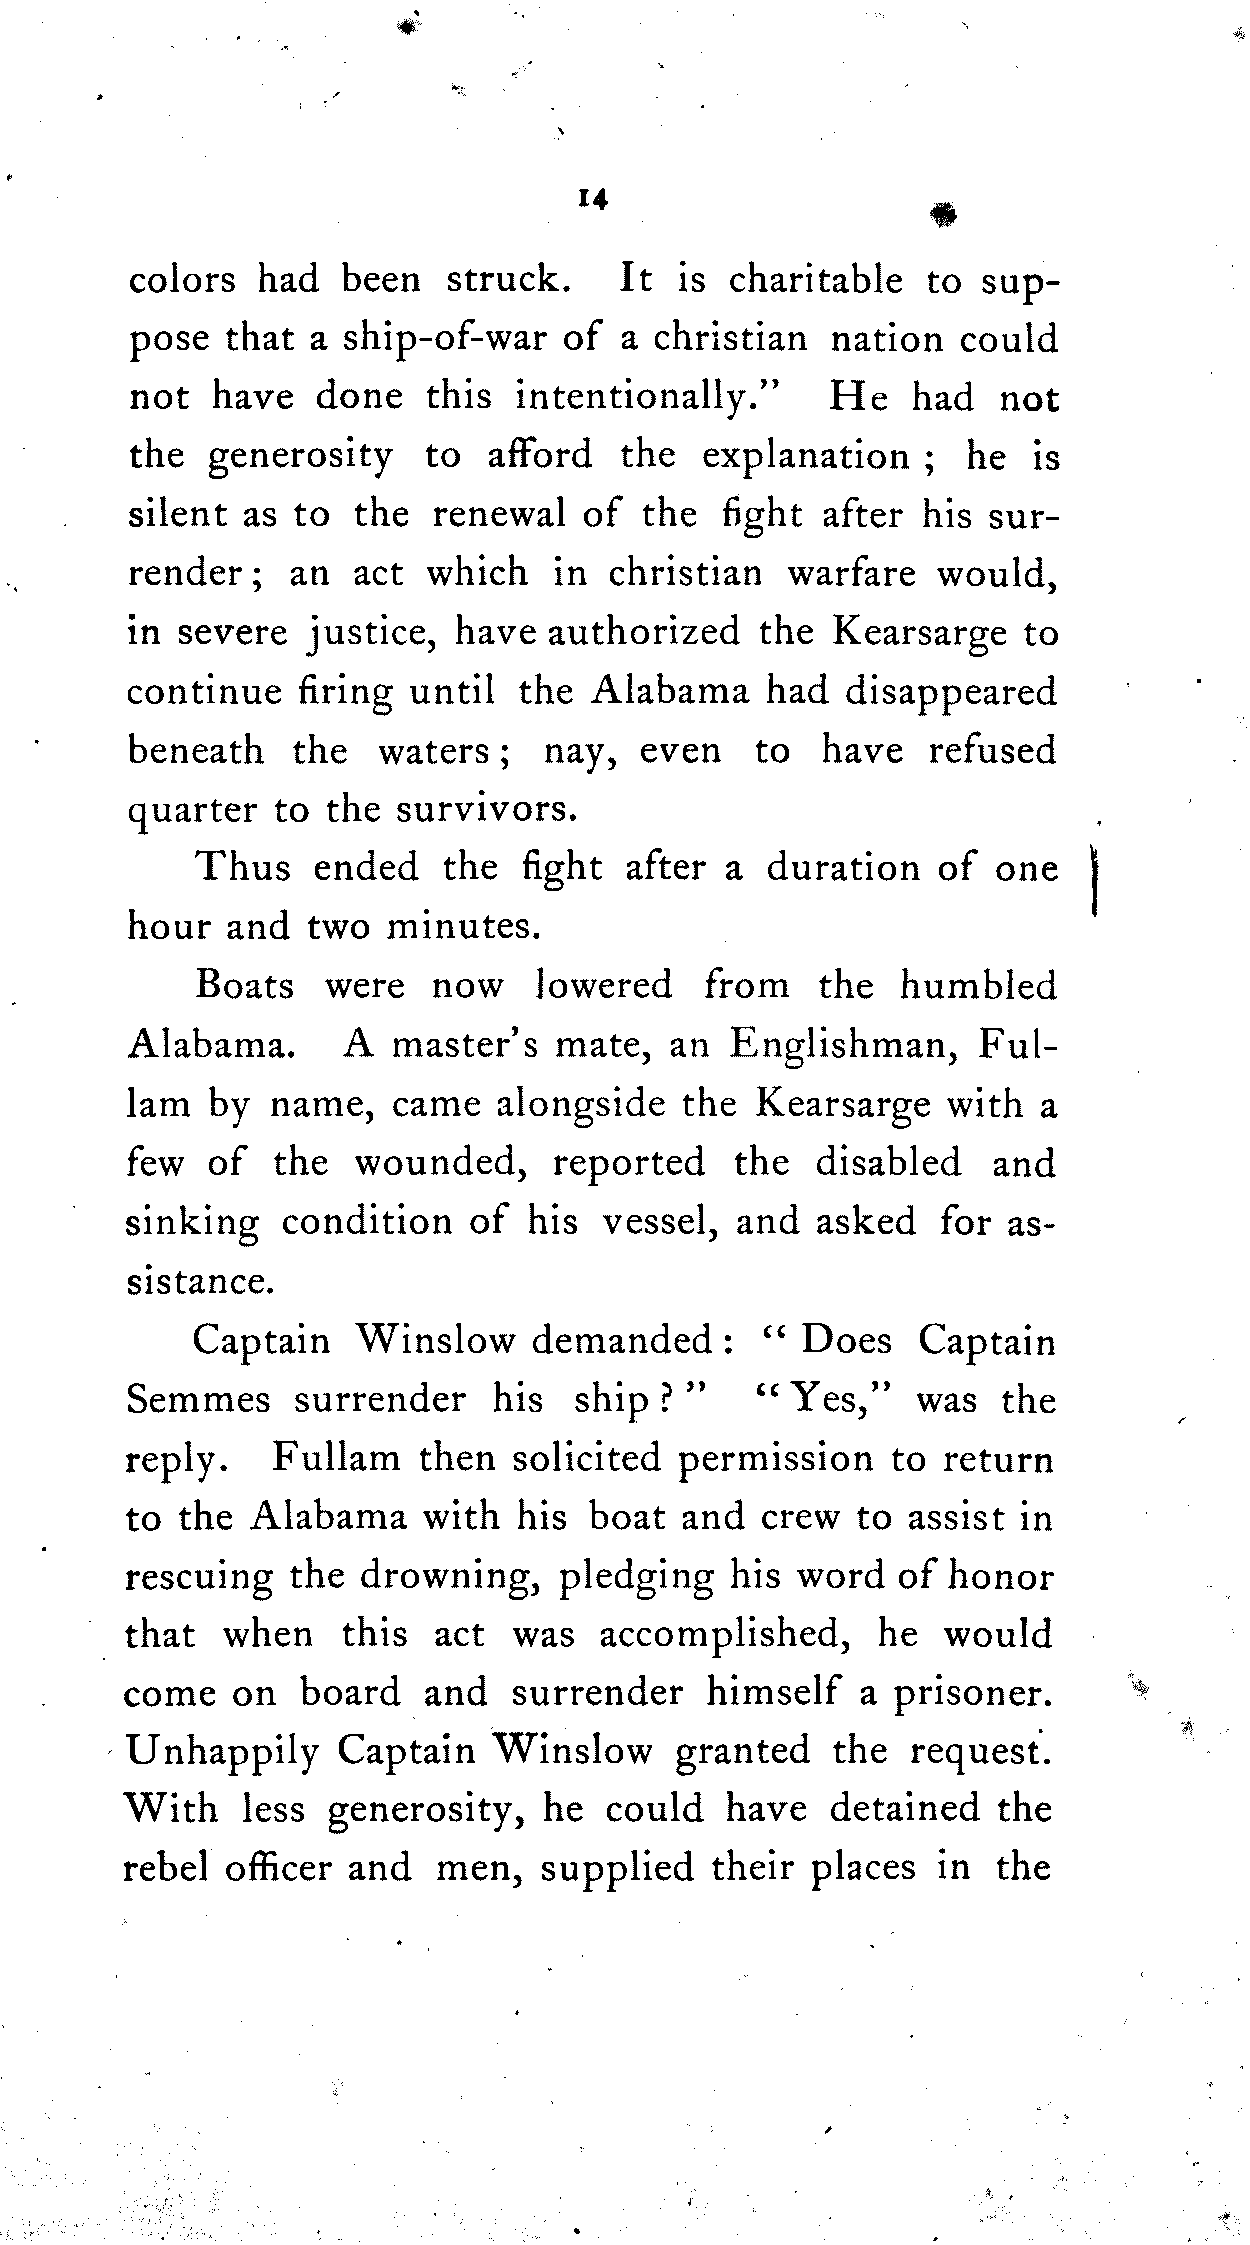 14
colors had been struck. It is charitable to sup-
pose that a ship-of-war of a christian nation could
not have done this intentionally.” He had not
the generosity to afford the explanation ; he is
silent as to the renewal of the fight after his sur-
render ; an act which in christian warfare would,
in severe justice, have authorized the Kearsarge to
continue firing until the Alabama had disappeared
beneath the waters ; nay, even to have refused
quarter to the survivors.
Thus ended the fight after a duration of one
hour and two minutes.
Boats were now lowered from the humbled
Alabama. A master’s mate, an Englishman, Ful-
lam by name, came alongside the Kearsarge with a
few of the wounded, reported the disabled and
sinking condition of his vessel, and asked for as-
sistance.
Captain Winslow demanded : “ Does Captain
Semmes surrender his ship ? ” “ Yes,” was the
reply. Fullam then solicited permission to return
to the Alabama with his boat and crew to assist in
rescuing the drowning, pledging his word of honor
that when this act was accomplished, he would
come on board and surrender himself a prisoner.
Unhappily Captain Winslow granted the request.
With less generosity, he could have detained the
rebel officer and men, supplied their places in the